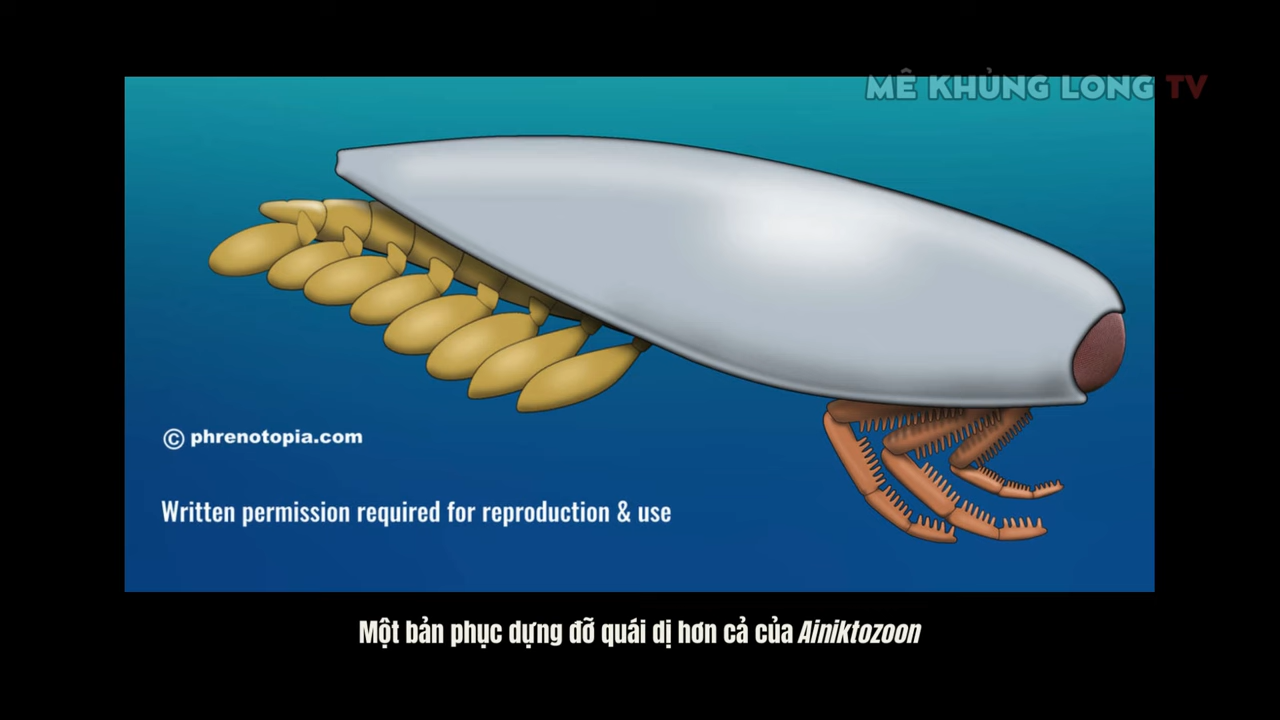 MÊ KHỦNG LONG TV
© phrenotopia.com
Written permission required for reproduction & use
Một bản phục dựng đỡ quái dị hơn cả của Ainiktozoon